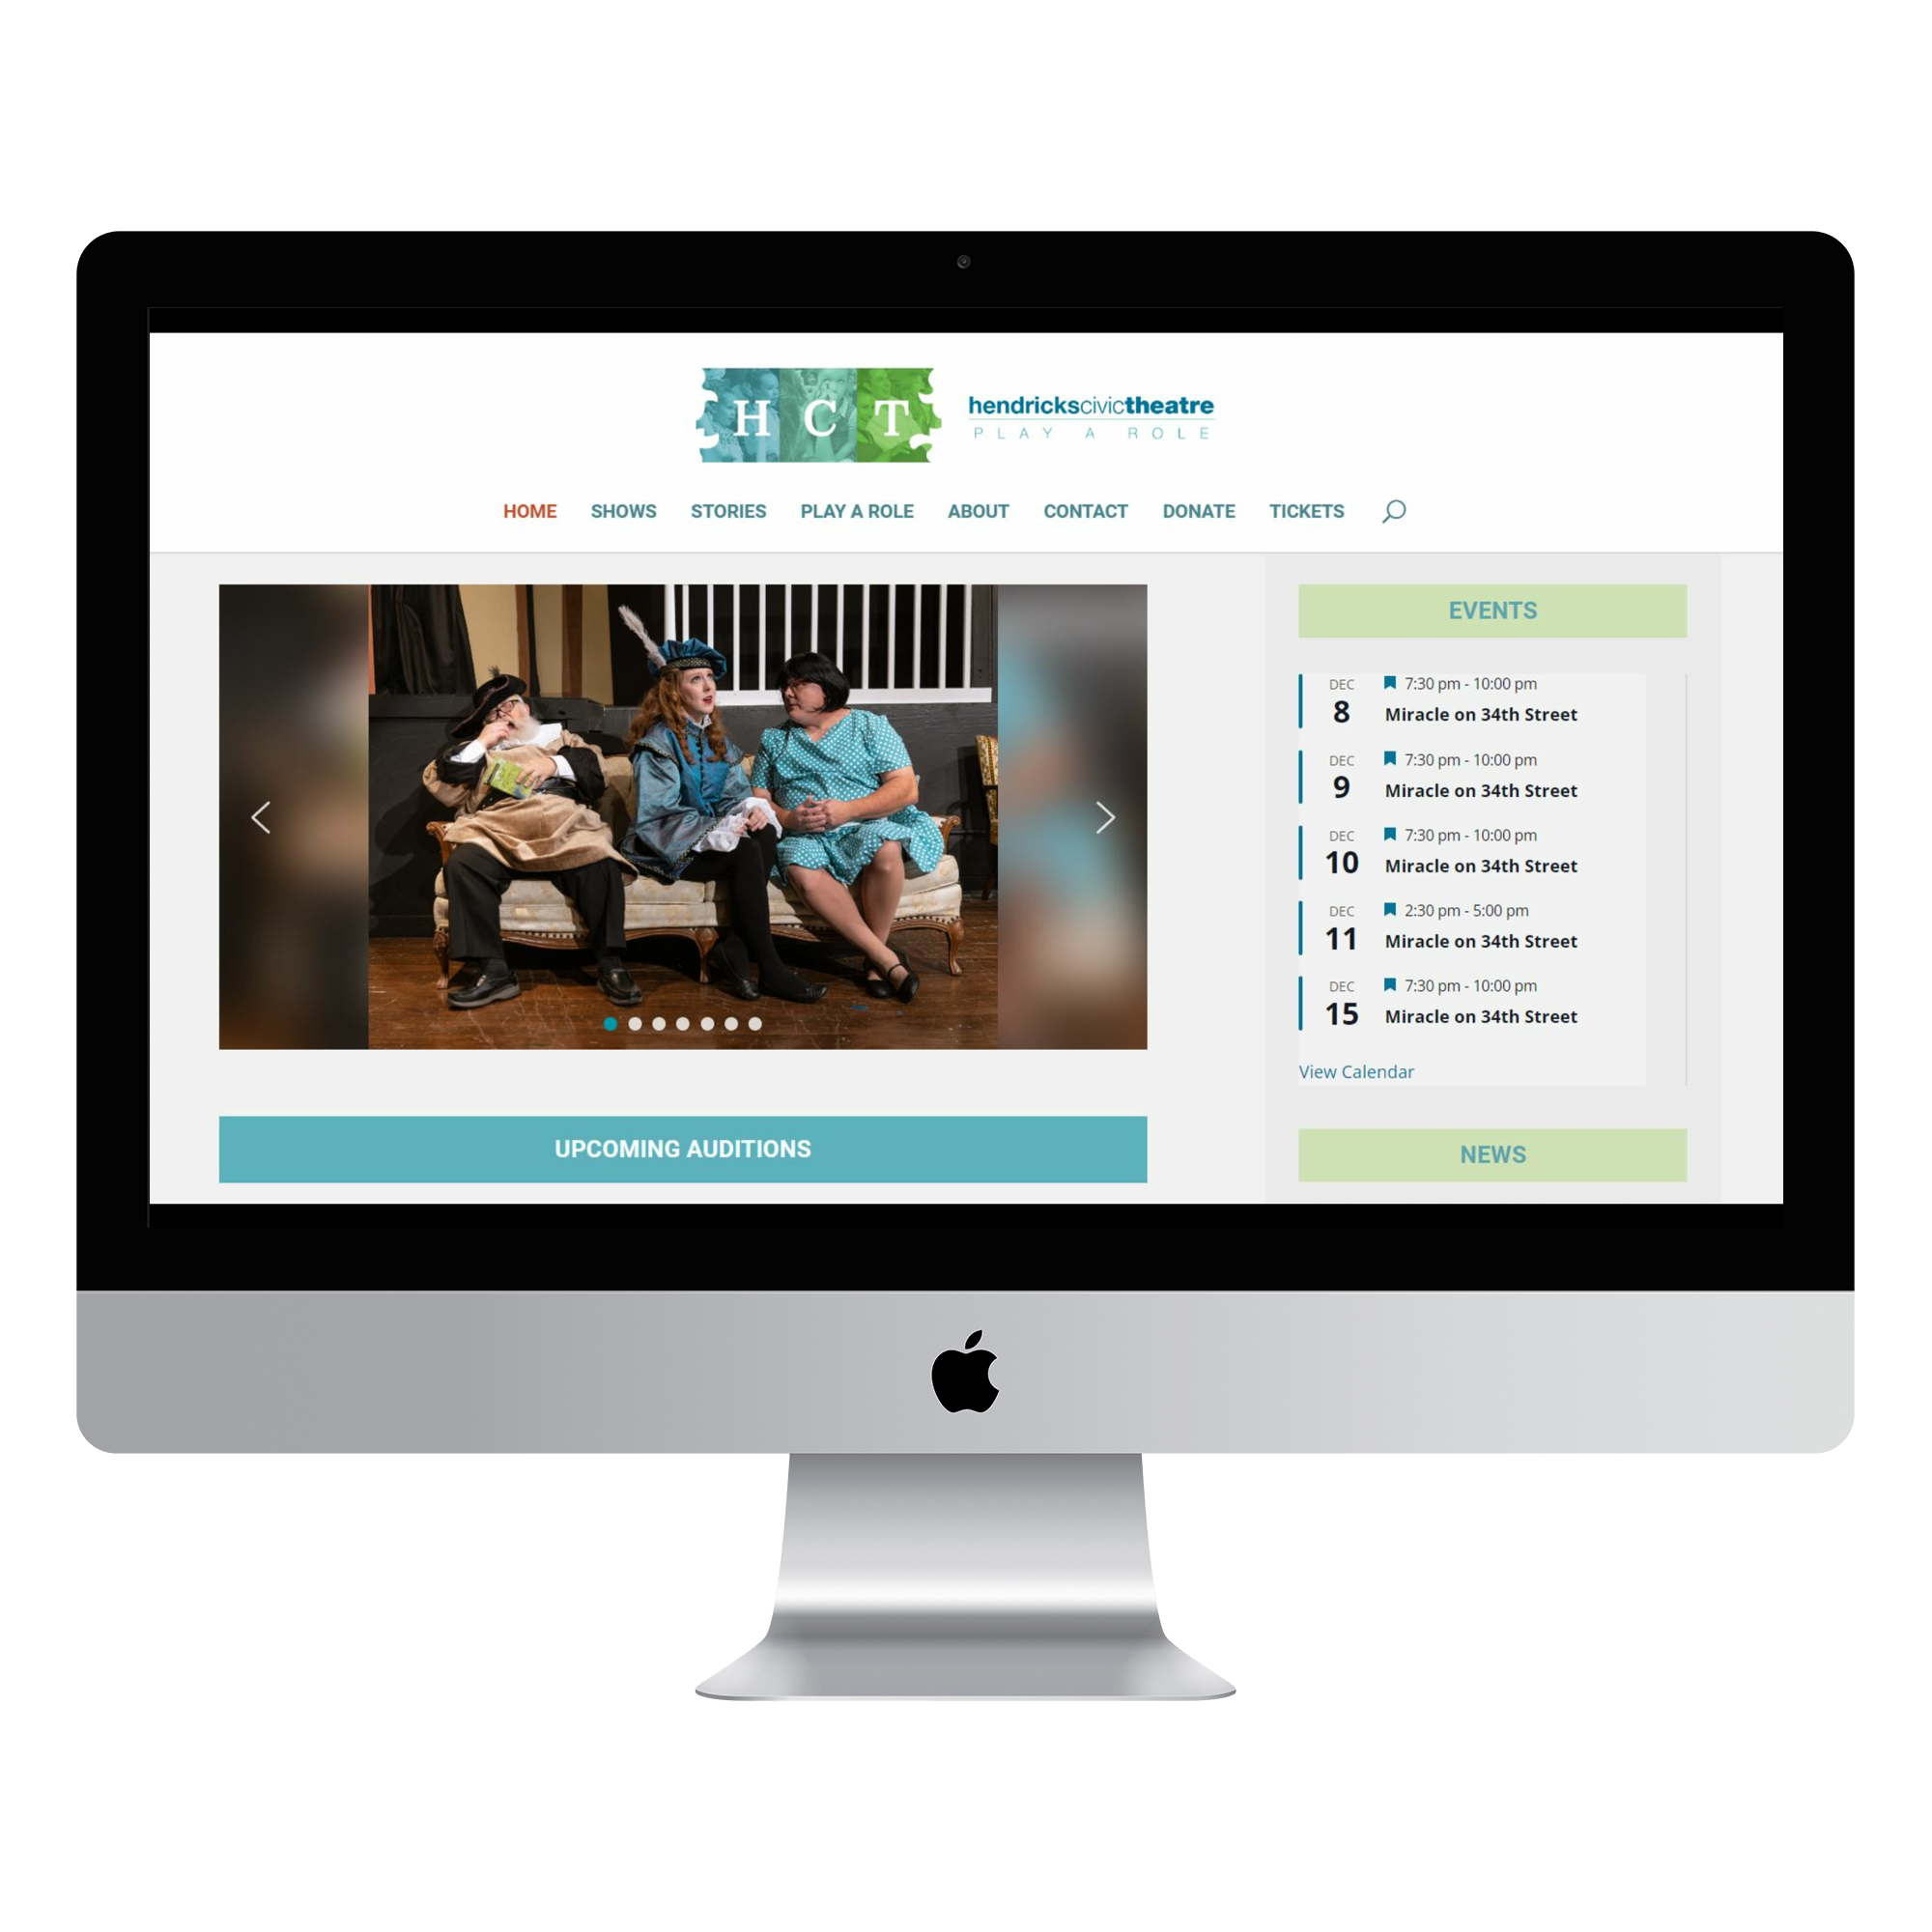 H C T
hendrickscivictheatre
PLAY A ROLE
HOME SHOWS STORIES PLAY A ROLE ABOUT CONTACT DONATE TICKETS
EVENTS
DEC
8
7:30 pm - 10:00 pm
Miracle on 34th Street
DEC
9
7:30 pm - 10:00 pm
Miracle on 34th Street
DEC
10
7:30 pm - 10:00 pm
Miracle on 34th Street
DEC
11
2:30 pm - 5:00 pm
Miracle on 34th Street
DEC
15
7:30 pm - 10:00 pm
Miracle on 34th Street
View Calendar
UPCOMING AUDITIONS
NEWS